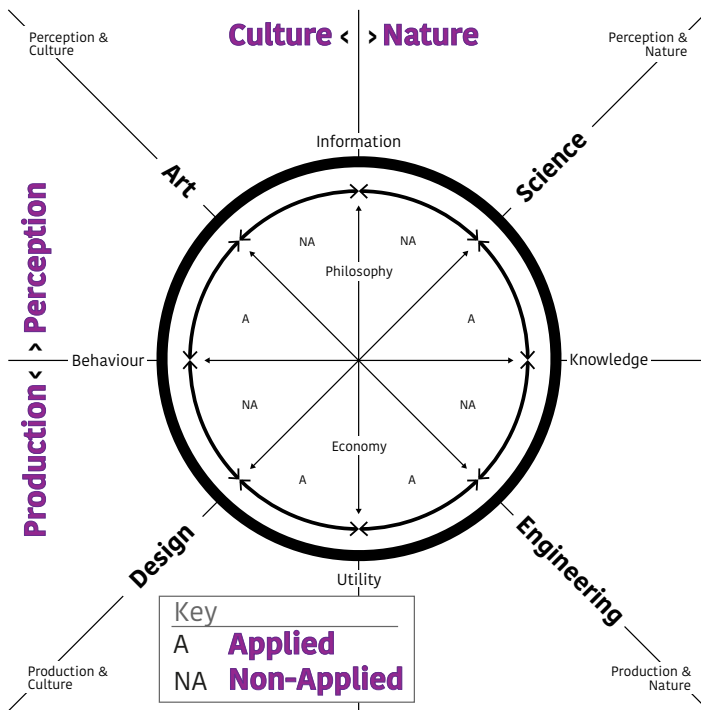 Culture < > Nature
Perception &
Culture
Perception &
Nature
Information
Art
Science
NA
NA
Philosophy
A
A
Production < > Perception
Behaviour
Knowledge
NA
NA
Economy
A
A
Design
Engineering
Utility
Key
A Applied
NA Non-Applied
Production &
Culture
Production &
Nature